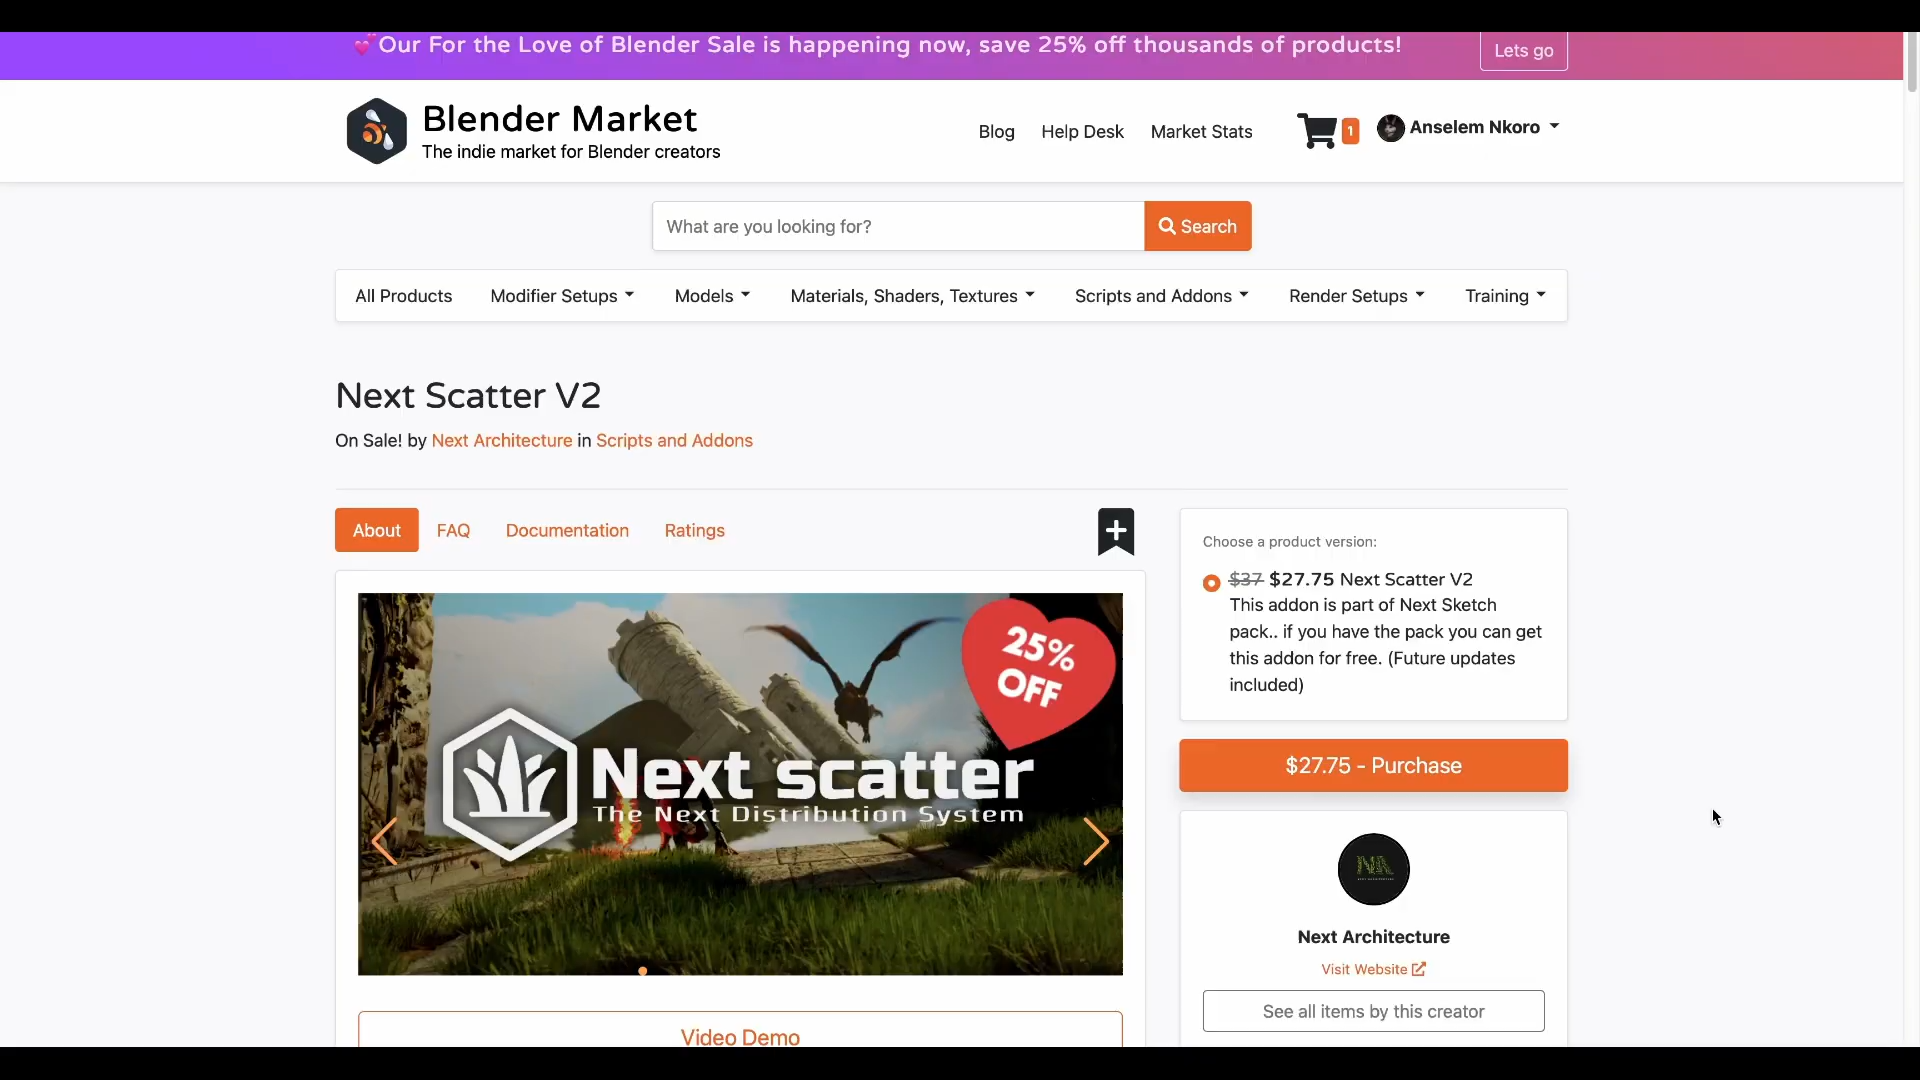 💕Our For the Love of Blender Sale is happening now, save 25% off thousands of products!
Lets go
Blender Market
The indie market for Blender creators
Blog
Help Desk
Market Stats
1
Anselem Nkoro
What are you looking for?
Search
All Products
Modifier Setups
Models
Materials, Shaders, Textures
Scripts and Addons
Render Setups
Training
Next Scatter V2
On Sale! by Next Architecture in Scripts and Addons
About
FAQ
Documentation
Ratings
25%
OFF
Next scatter
The Next Distribution System
Video Demo
Choose a product version:
$37 $27.75 Next Scatter V2
This addon is part of Next Sketch
pack.. if you have the pack you can get
this addon for free. (Future updates
included)
$27.75 - Purchase
NA
Next Architecture
Visit Website
See all items by this creator